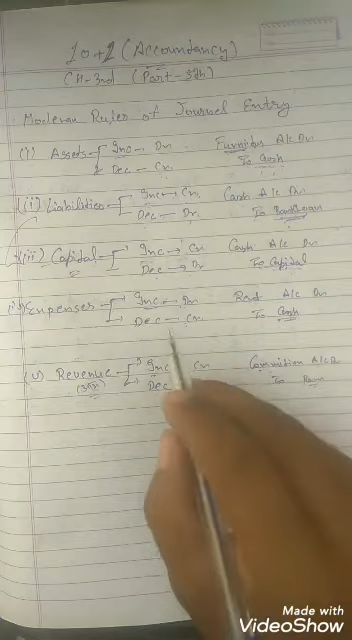 10+2 (Accountancy)
CH-3rd (Part-3th)
Moderan Rules of Journal Entry
(i) Assets Inc → Dr. Furniture A/c Dr
Dec — Cr. To Cash
(ii) Liabilities Inc → Cr. Cash A/c Dr
Dec — Dr. To Bank loan
(iii) Capital Inc → Cr Cash A/c Dr
Dec → Dr To Capital
Expenses Inc — Dr Rent A/c Dr
Dec — Cr. To Cash
(v) Revenue Inc Cr Commition A/c Dr
Dec To
Made with
VideoShow